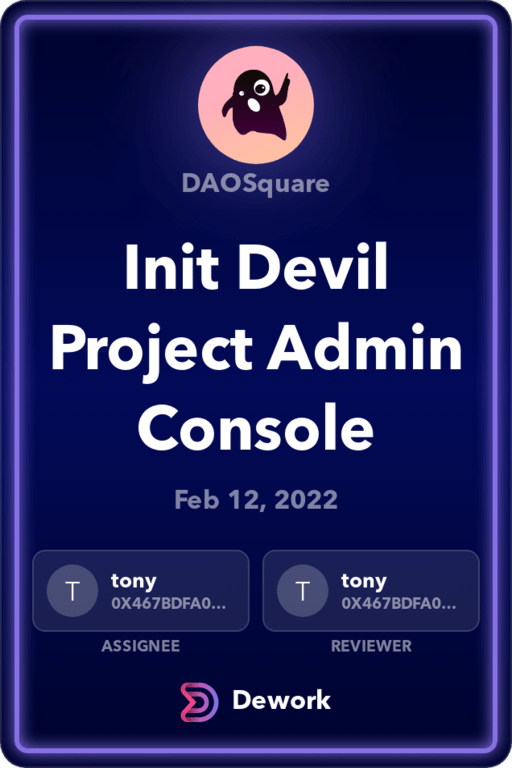 DAOSquare
Init Devil
Project Admin
Console
Feb 12, 2022
T tony T tony
0X467BDFA0... 0X467BDFA0...
ASSIGNEE REVIEWER
Dework